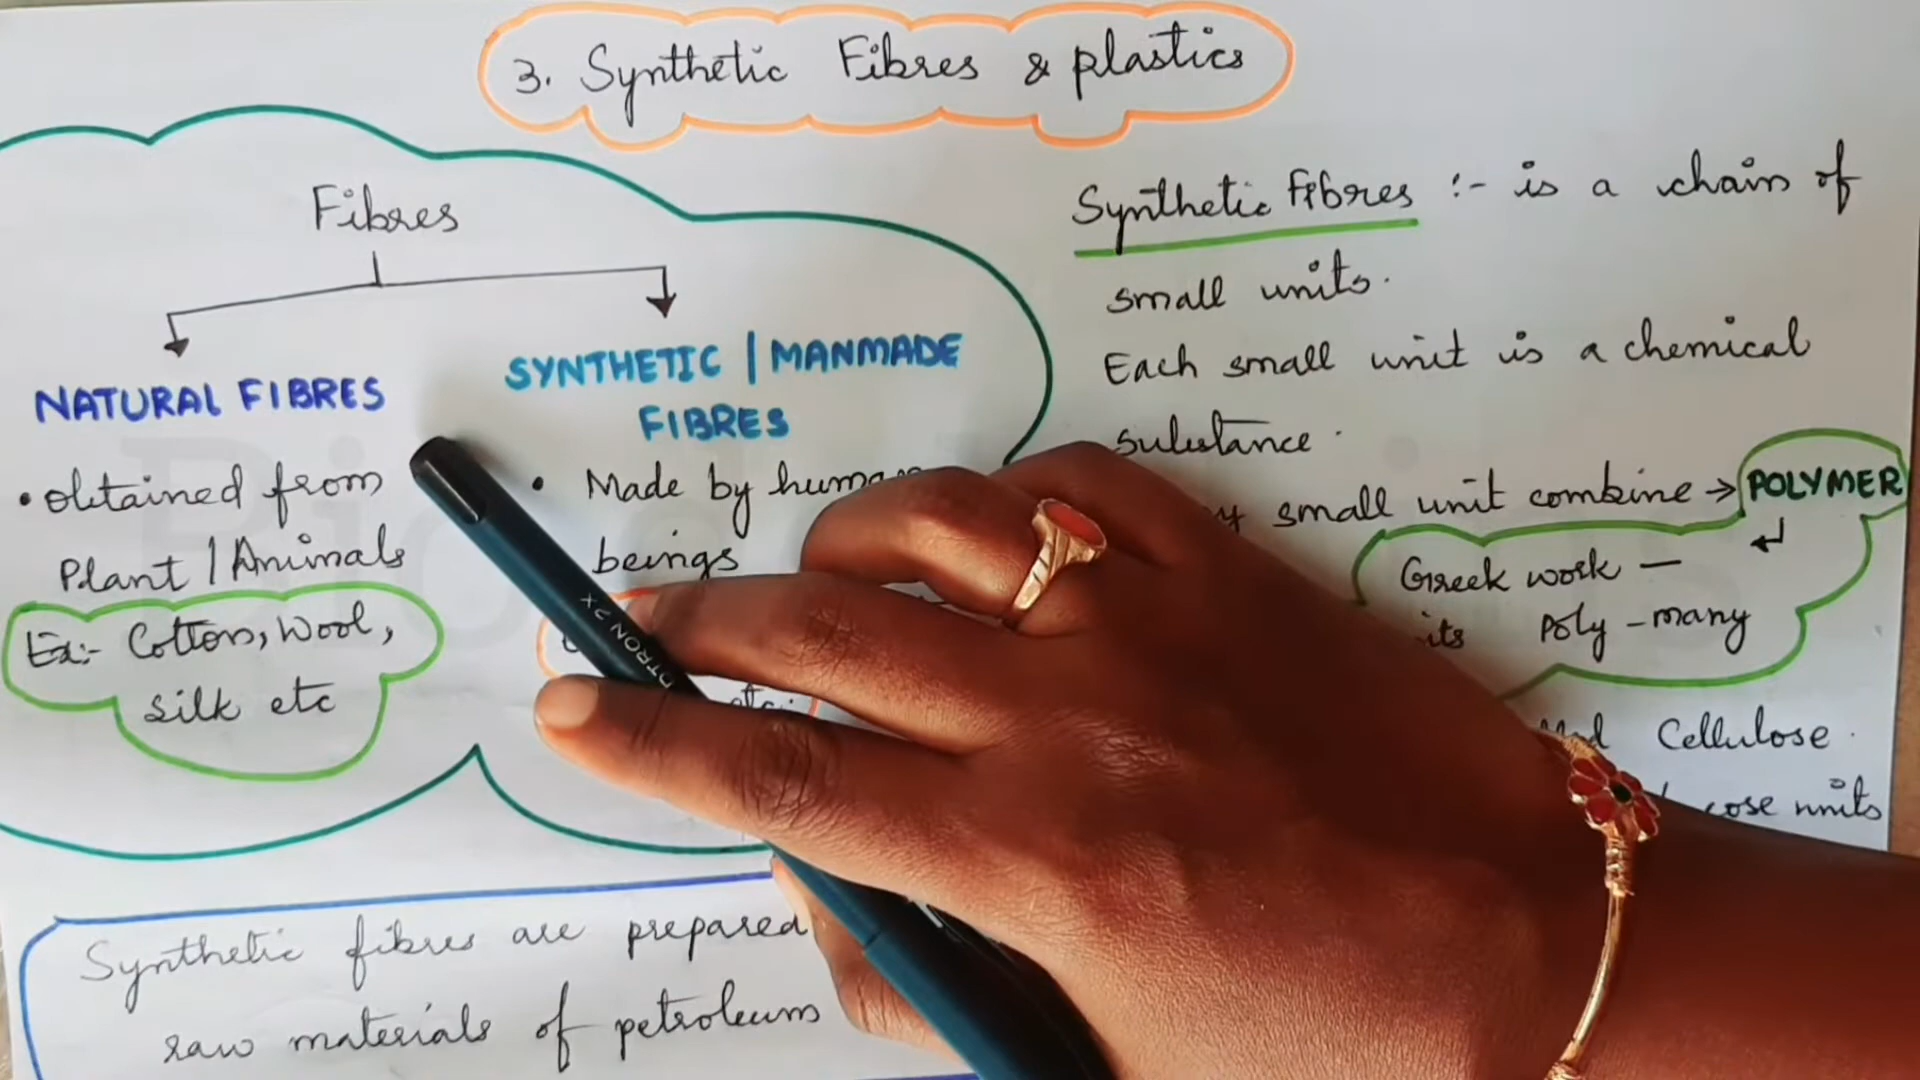 3. Synthetic Fibres & plastics
Fibres
NATURAL FIBRES
• obtained from
Plant | Animals
Ex:- Cotton, Wool,
silk etc
SYNTHETIC | MANMADE
FIBRES
• Made by human
beings
etc.
Synthetic fibres are prepared
raw materials of petroleum
Synthetic Fibres :- is a chain of
small units.
Each small unit is a chemical
substance.
small unit combine → POLYMER
Greek work —
Poly - many
Cellulose.
units